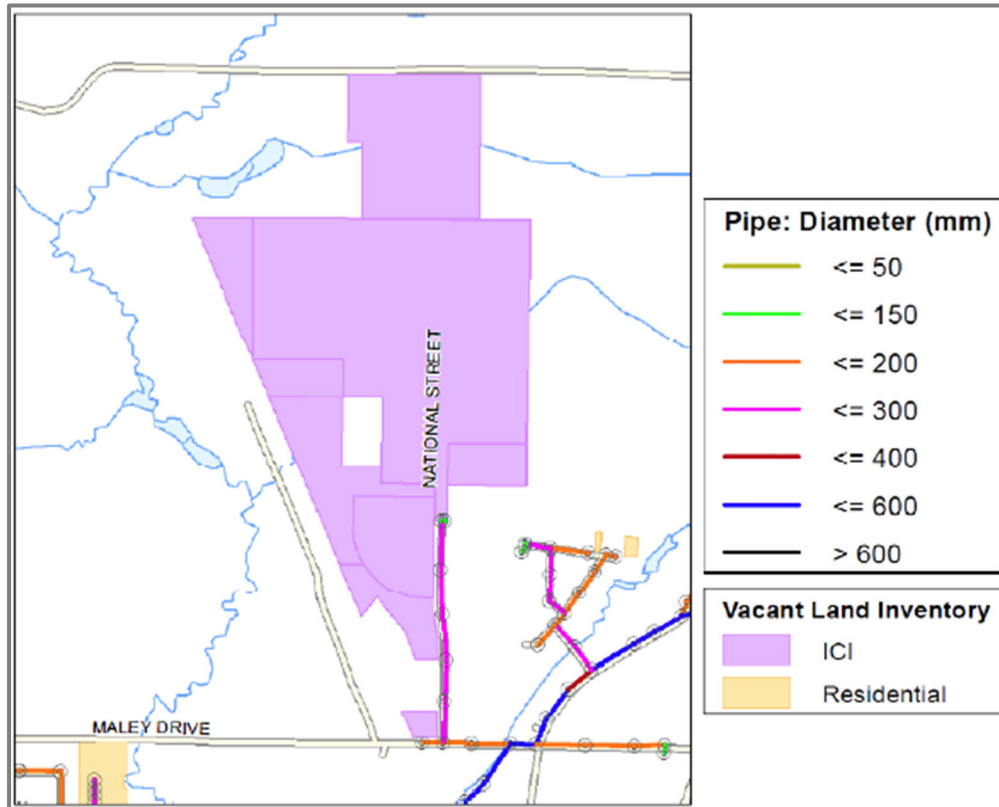 NATIONAL STREET
MALEY DRIVE
Pipe: Diameter (mm)
<= 50
<= 150
<= 200
<= 300
<= 400
<= 600
> 600
Vacant Land Inventory
ICI
Residential